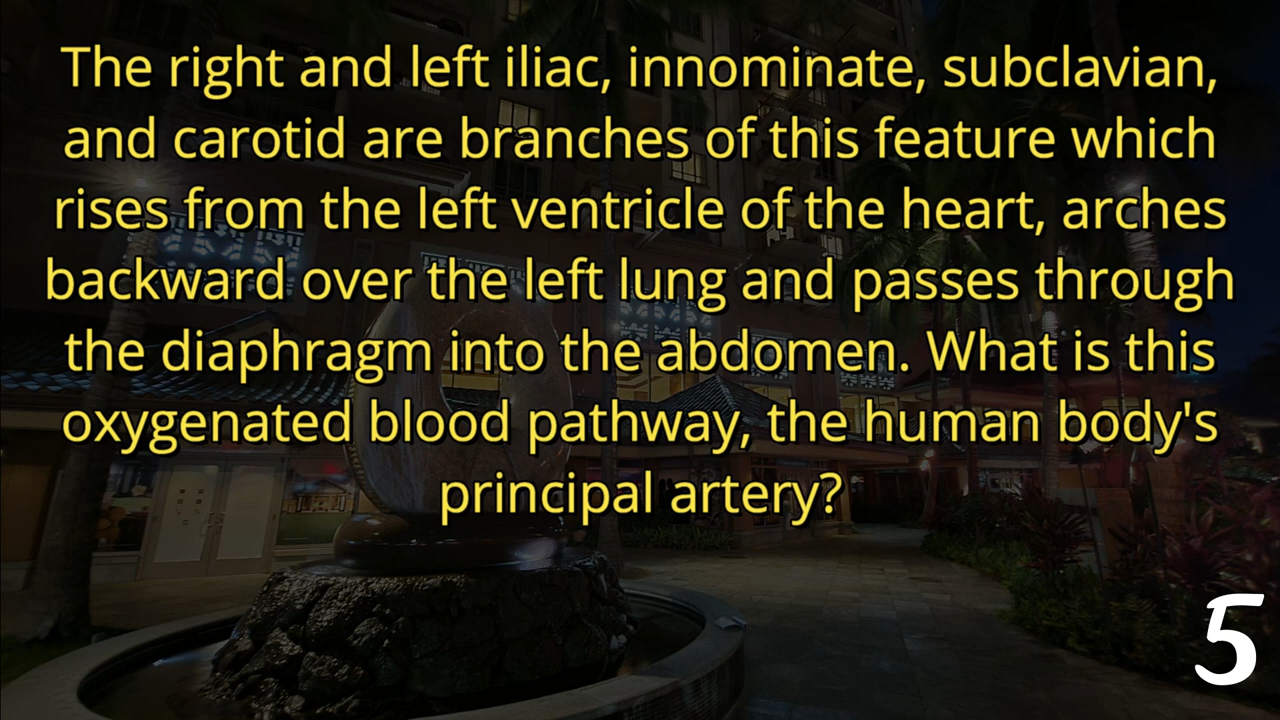 The right and left iliac, innominate, subclavian,
and carotid are branches of this feature which
rises from the left ventricle of the heart, arches
backward over the left lung and passes through
the diaphragm into the abdomen. What is this
oxygenated blood pathway, the human body's
principal artery?
5